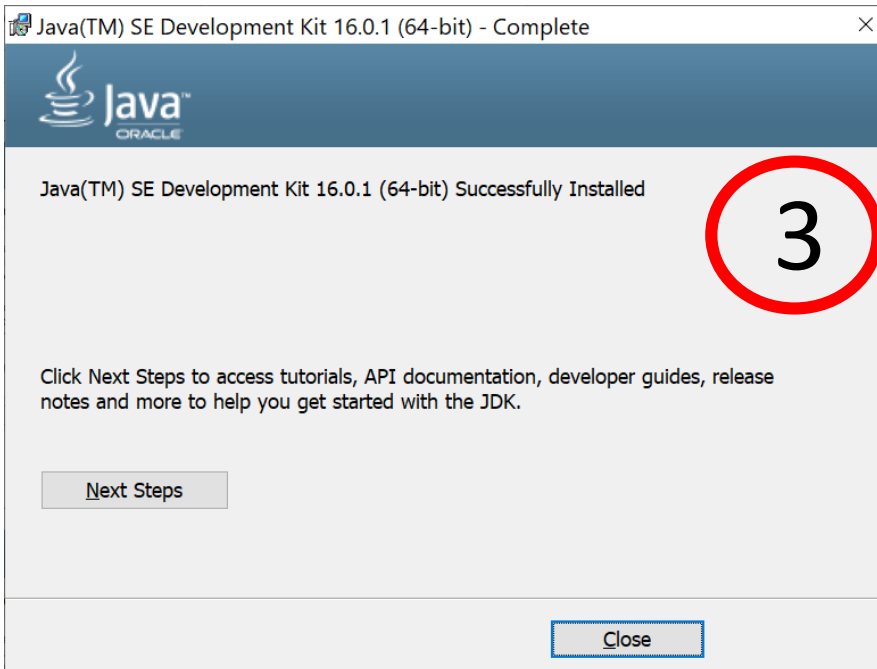 Java(TM) SE Development Kit 16.0.1 (64-bit) - Complete
Java™
ORACLE
Java(TM) SE Development Kit 16.0.1 (64-bit) Successfully Installed
3
Click Next Steps to access tutorials, API documentation, developer guides, release
notes and more to help you get started with the JDK.
Next Steps
Close